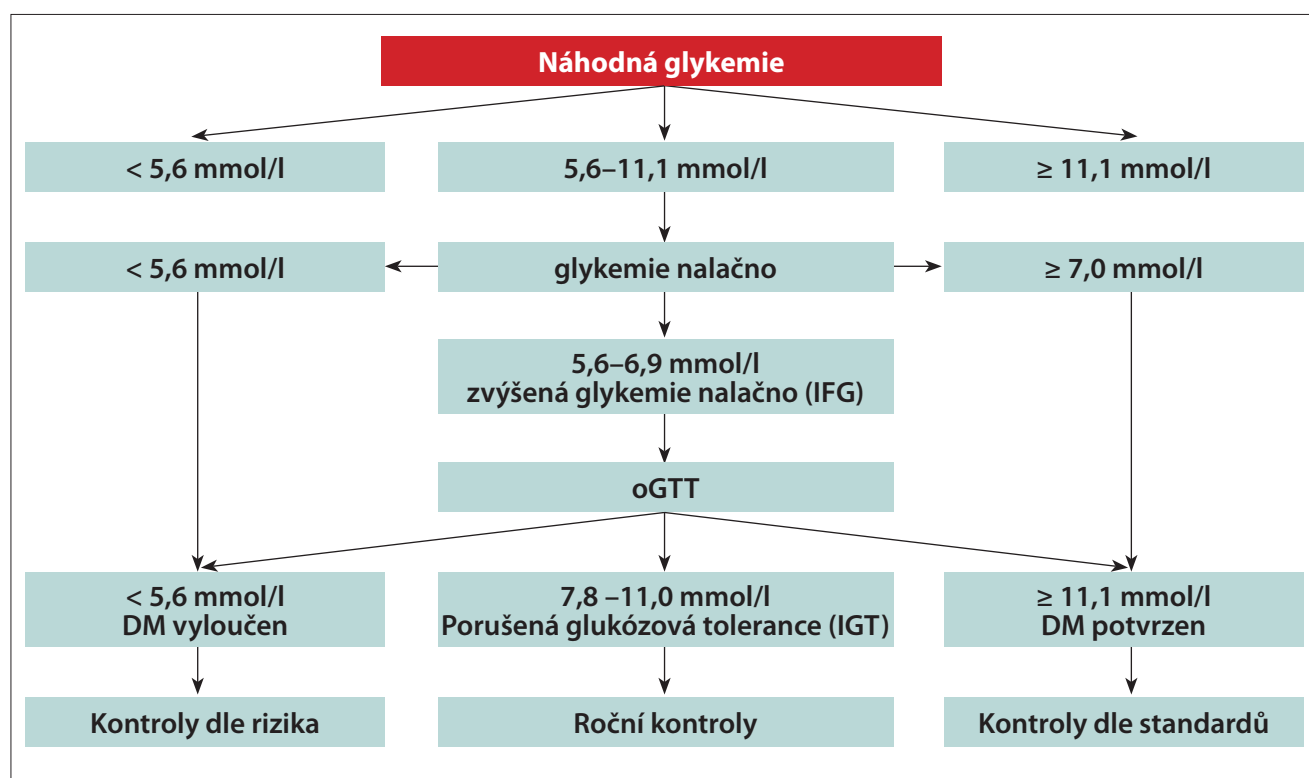 Náhodná glykemie
< 5,6 mmol/l
5,6–11,1 mmol/l
≥ 11,1 mmol/l
< 5,6 mmol/l
glykemie nalačno
≥ 7,0 mmol/l
5,6–6,9 mmol/l
zvýšená glykemie nalačno (IFG)
oGTT
< 5,6 mmol/l
DM vyloučen
7,8 –11,0 mmol/l
Porušená glukózová tolerance (IGT)
≥ 11,1 mmol/l
DM potvrzen
Kontroly dle rizika
Roční kontroly
Kontroly dle standardů